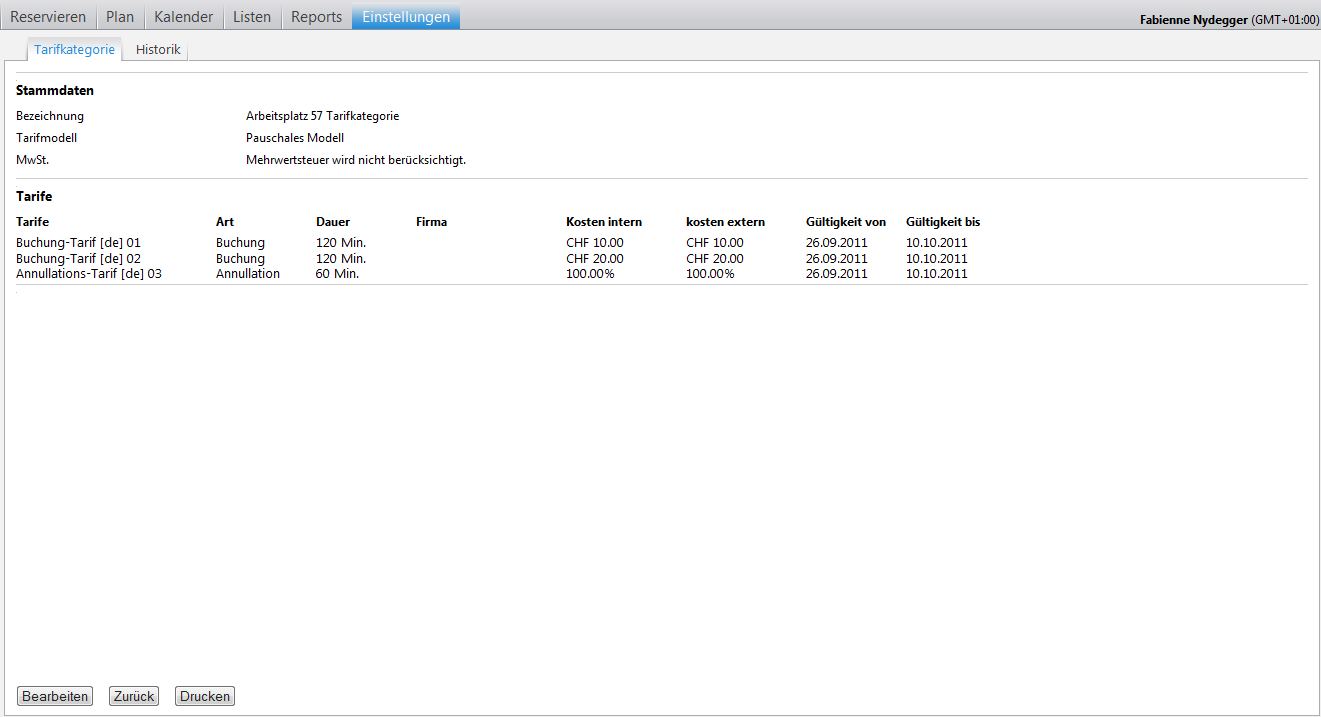 Reservieren Plan Kalender Listen Reports Einstellungen Fabienne Nydegger (GMT+01:00)
Tarifkategorie Historik
Stammdaten
Bezeichnung Arbeitsplatz 57 Tarifkategorie
Tarifmodell Pauschales Modell
MwSt. Mehrwertsteuer wird nicht berücksichtigt.
Tarife
Tarife Art Dauer Firma Kosten intern kosten extern Gültigkeit von Gültigkeit bis
Buchung-Tarif [de] 01 Buchung 120 Min. CHF 10.00 CHF 10.00 26.09.2011 10.10.2011
Buchung-Tarif [de] 02 Buchung 120 Min. CHF 20.00 CHF 20.00 26.09.2011 10.10.2011
Annullations-Tarif [de] 03 Annullation 60 Min. 100.00% 100.00% 26.09.2011 10.10.2011
Bearbeiten Zurück Drucken